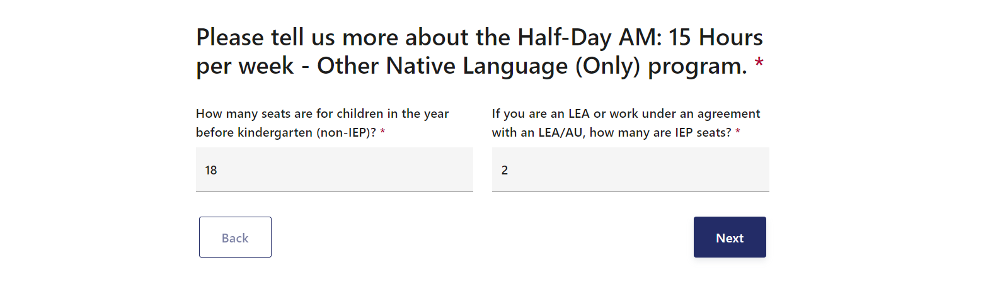 Please tell us more about the Half-Day AM: 15 Hours
per week - Other Native Language (Only) program. *
How many seats are for children in the year
before kindergarten (non-IEP)? *
18
If you are an LEA or work under an agreement
with an LEA/AU, how many are IEP seats? *
2
Back
Next